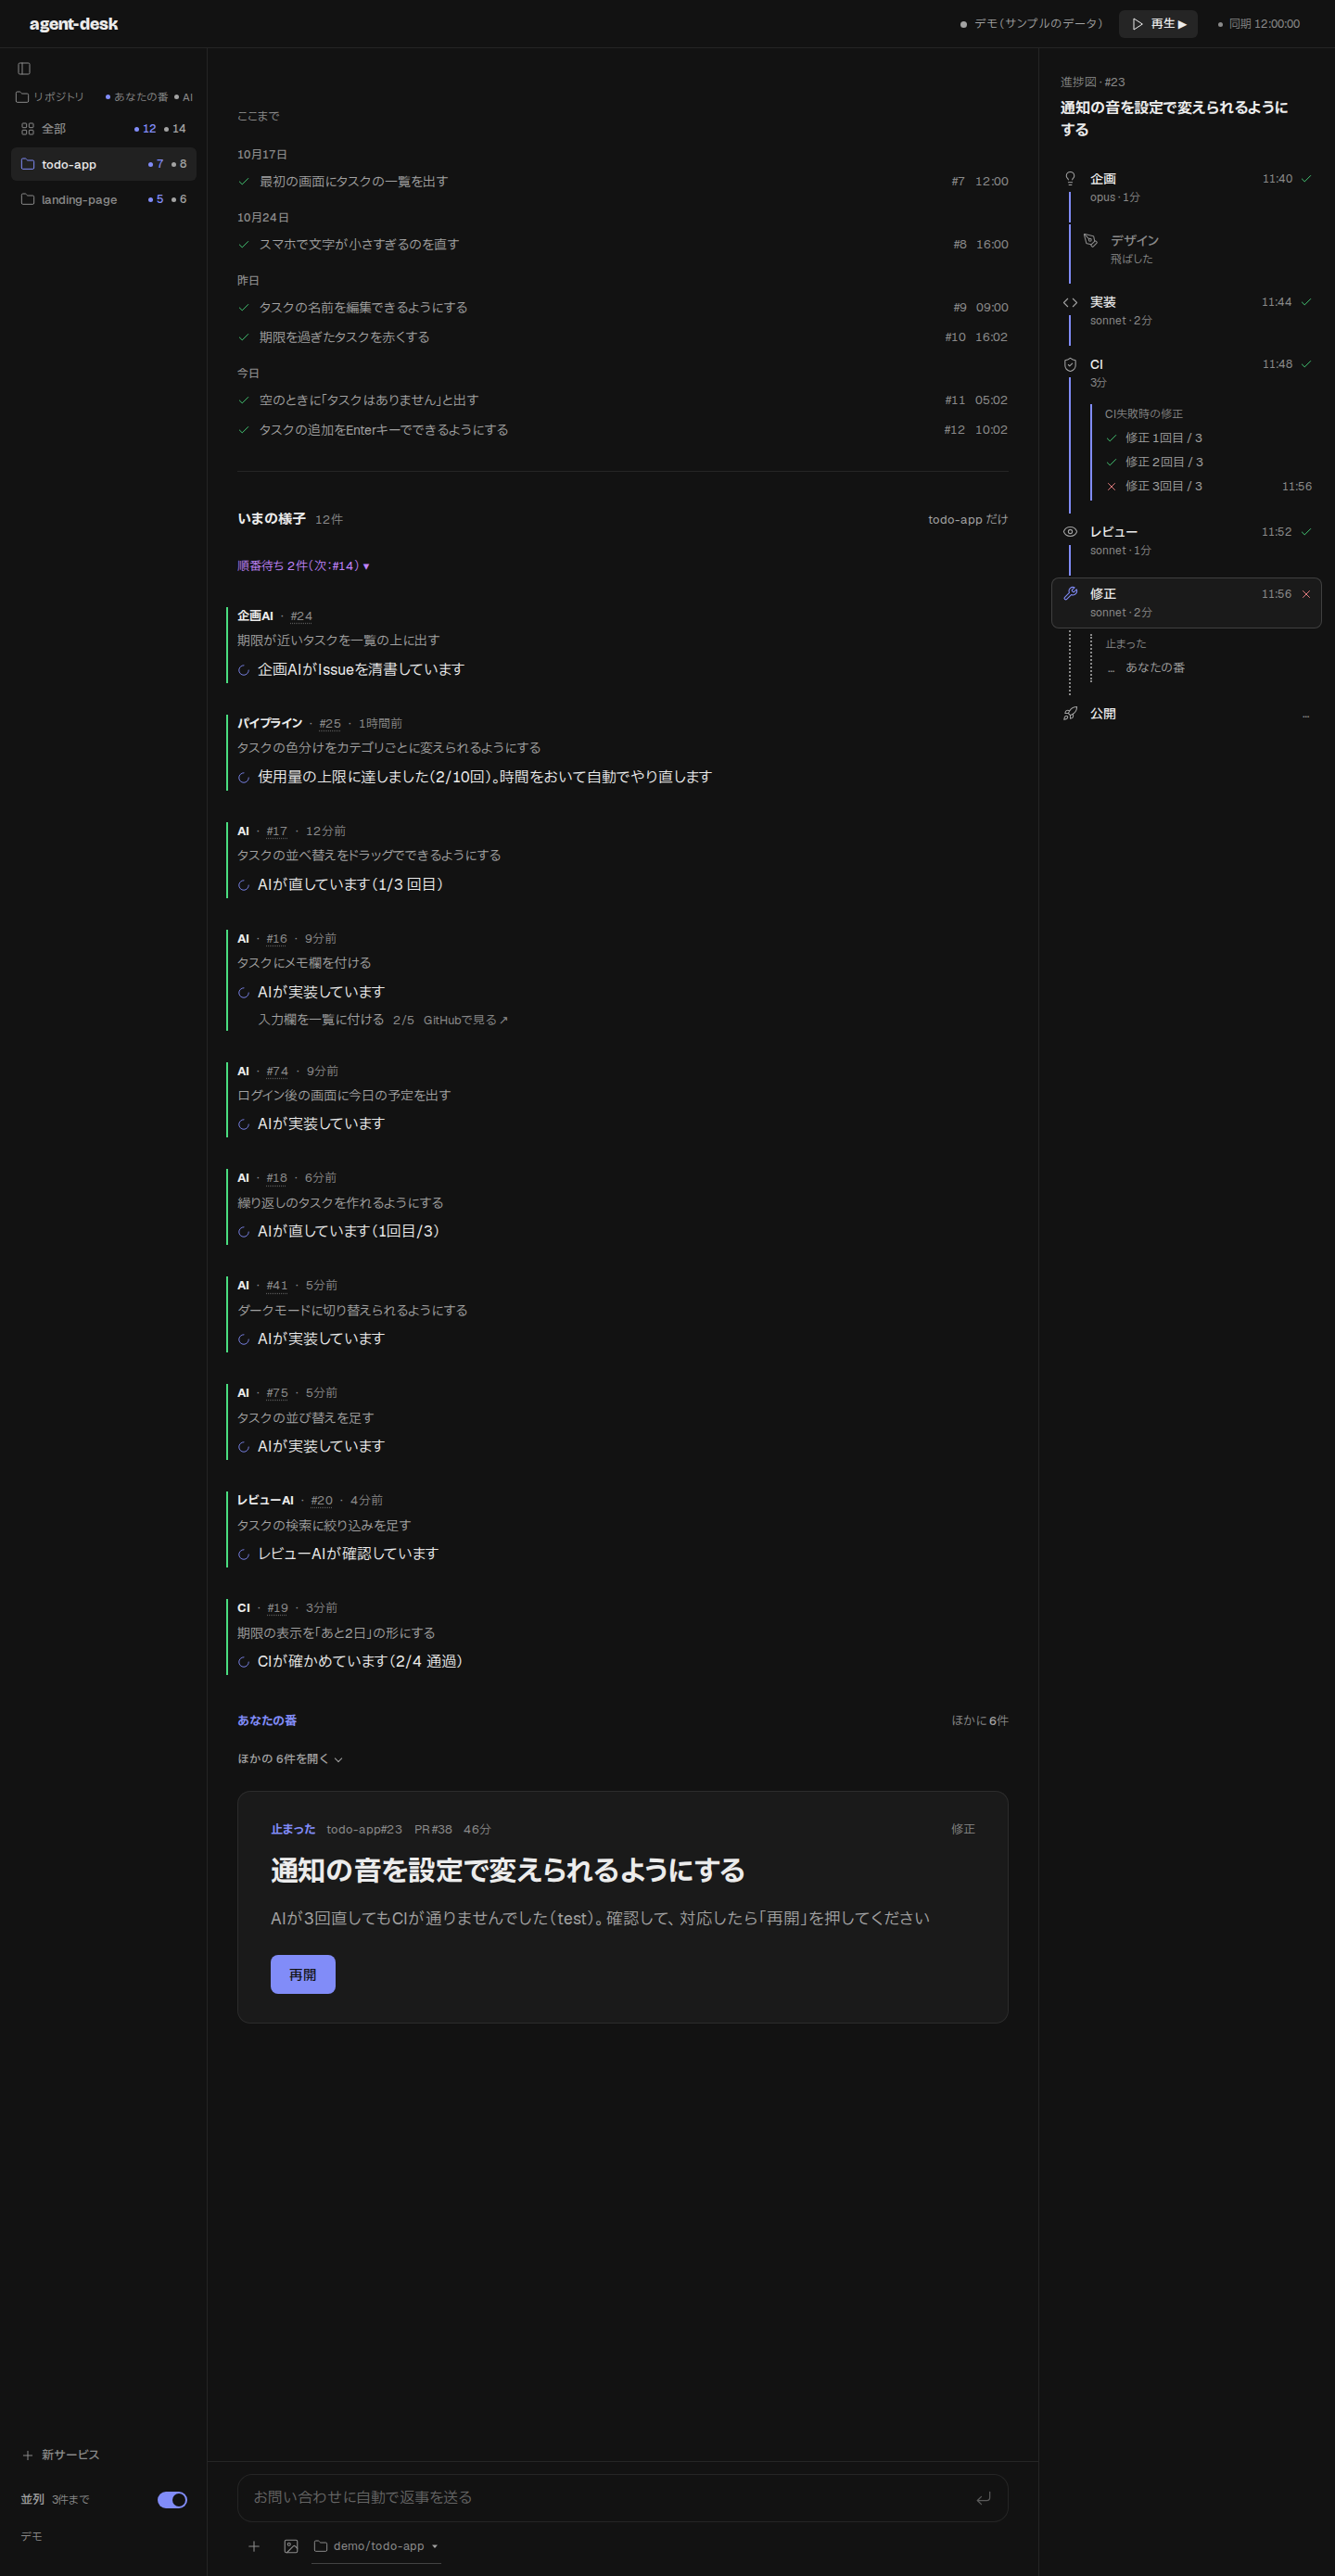 agent-desk
デモ(サンプルのデータ)
再生 ▶
同期 12:00:00
リポジトリ
あなたの番 AI
全部
12 14
todo-app
7 8
landing-page
5 6
ここまで
10月17日
最初の画面にタスクの一覧を出す
#7 12:00
10月24日
スマホで文字が小さすぎるのを直す
#8 16:00
昨日
タスクの名前を編集できるようにする
#9 09:00
期限を過ぎたタスクを赤くする
#10 16:02
今日
空のときに「タスクはありません」と出す
#11 05:02
タスクの追加をEnterキーでできるようにする
#12 10:02
いまの様子 12件
todo-app だけ
順番待ち 2件(次:#14) ▾
企画AI · #24
期限が近いタスクを一覧の上に出す
企画AIがIssueを清書しています
パイプライン · #25 · 1時間前
タスクの色分けをカテゴリごとに変えられるようにする
使用量の上限に達しました(2/10回)。時間をおいて自動でやり直します
AI · #17 · 12分前
タスクの並べ替えをドラッグでできるようにする
AIが直しています(1/3 回目)
AI · #16 · 9分前
タスクにメモ欄を付ける
AIが実装しています
入力欄を一覧に付ける 2/5 GitHubで見る ↗
AI · #74 · 9分前
ログイン後の画面に今日の予定を出す
AIが実装しています
AI · #18 · 6分前
繰り返しのタスクを作れるようにする
AIが直しています(1回目/3)
AI · #41 · 5分前
ダークモードに切り替えられるようにする
AIが実装しています
AI · #75 · 5分前
タスクの並び替えを足す
AIが実装しています
レビューAI · #20 · 4分前
タスクの検索に絞り込みを足す
レビューAIが確認しています
CI · #19 · 3分前
期限の表示を「あと2日」の形にする
CIが確かめています(2/4 通過)
あなたの番
ほかに 6件
ほかの 6件を開く
止まった todo-app#23 PR#38 46分
修正
通知の音を設定で変えられるようにする
AIが3回直してもCIが通りませんでした(test)。確認して、対応したら「再開」を押してください
再開
お問い合わせに自動で返事を送る
demo/todo-app ▾
新サービス
並列 3件まで
デモ
進捗図 · #23
通知の音を設定で変えられるように
する
企画
11:40
opus · 1分
デザイン
飛ばした
実装
11:44
sonnet · 2分
CI
11:48
3分
CI失敗時の修正
修正 1回目 / 3
修正 2回目 / 3
修正 3回目 / 3
11:56
レビュー
11:52
sonnet · 1分
修正
11:56
sonnet · 2分
止まった
… あなたの番
公開
…